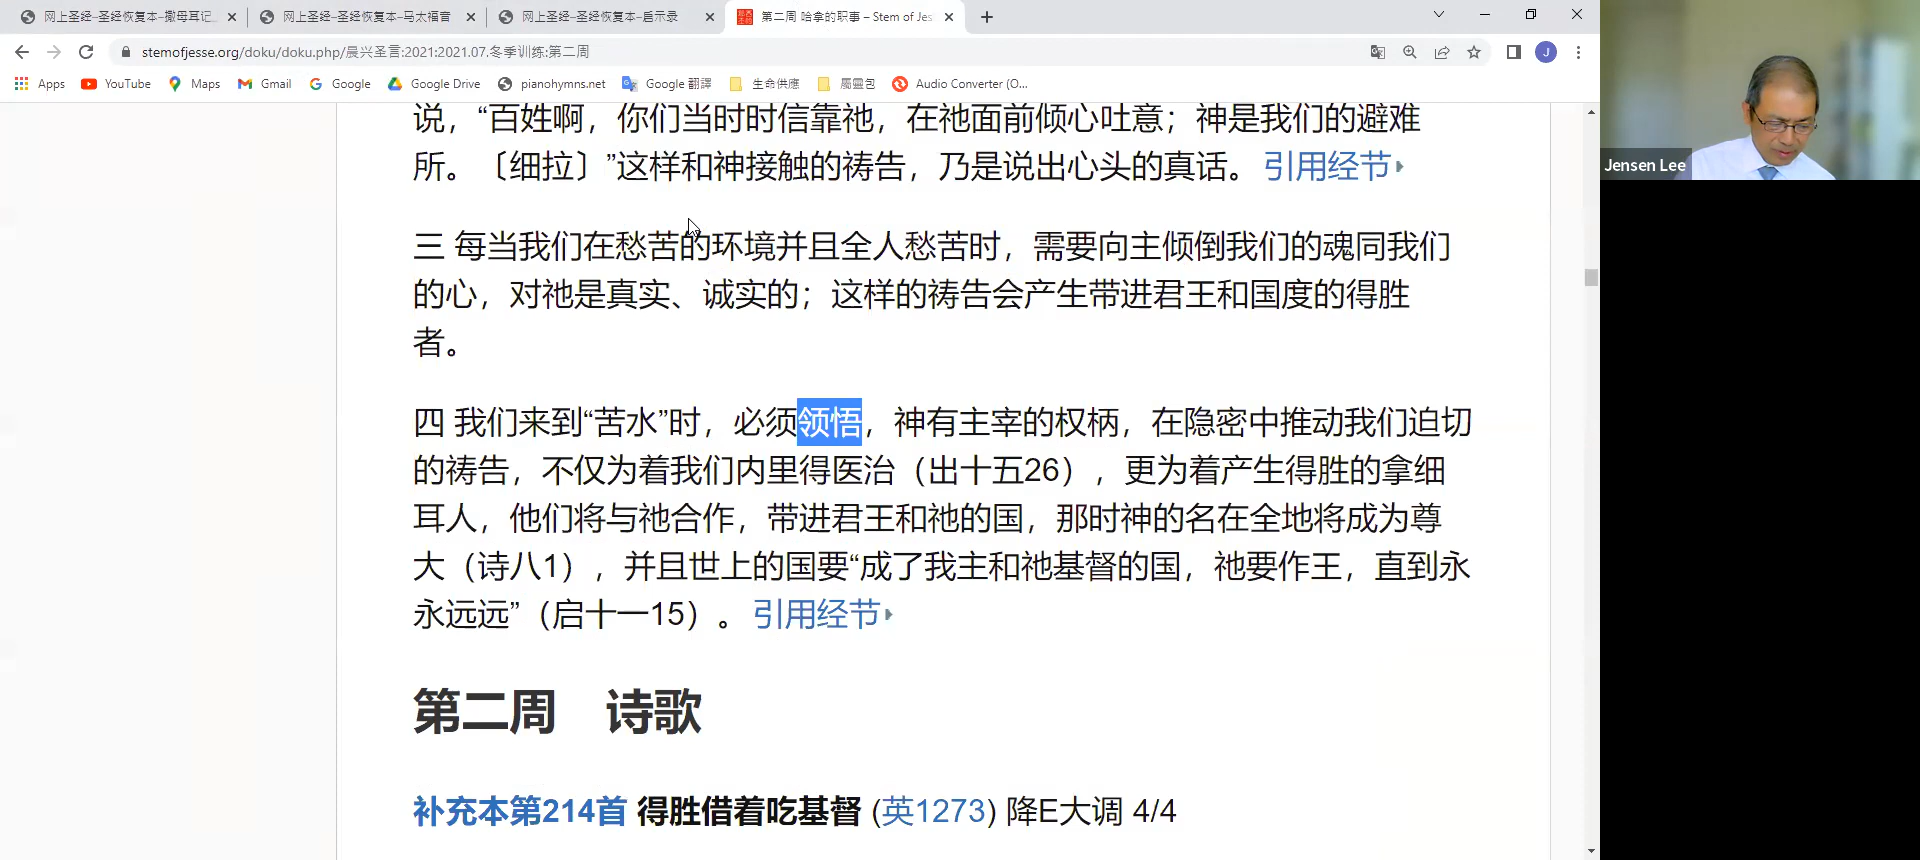 网上圣经–圣经恢复本–撒母耳记
网上圣经–圣经恢复本–马太福音
网上圣经–圣经恢复本–启示录
第二周 哈拿的职事 – Stem of Jes
stemofjesse.org/doku/doku.php/晨兴圣言:2021:2021.07.冬季训练:第二周
J
Apps YouTube Maps Gmail Google Google Drive pianohymns.net Google 翻譯 生命供應 屬靈包 Audio Converter (O...
Jensen Lee
说，“百姓啊，你们当时时信靠祂，在祂面前倾心吐意；神是我们的避难
所。〔细拉〕”这样和神接触的祷告，乃是说出心头的真话。 引用经节
三 每当我们在愁苦的环境并且全人愁苦时，需要向主倾倒我们的魂同我们
的心，对祂是真实、诚实的；这样的祷告会产生带进君王和国度的得胜
者。
四 我们来到“苦水”时，必须领悟，神有主宰的权柄，在隐密中推动我们迫切
的祷告，不仅为着我们内里得医治（出十五26），更为着产生得胜的拿细
耳人，他们将与祂合作，带进君王和祂的国，那时神的名在全地将成为尊
大（诗八1），并且世上的国要“成了我主和祂基督的国，祂要作王，直到永
永远远”（启十一15）。 引用经节
第二周　诗歌
补充本第214首 得胜借着吃基督 (英1273) 降E大调 4/4